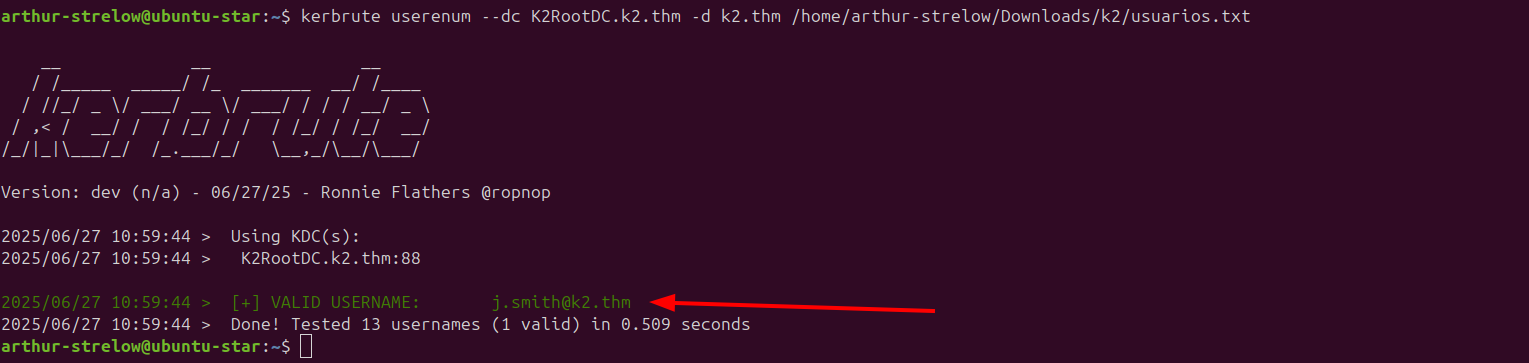 arthur-strelow@ubuntu-star:~$ kerbrute userenum --dc K2RootDC.k2.thm -d k2.thm /home/arthur-strelow/Downloads/k2/usuarios.txt
    __             __               __
   / /_____  _____/ /_  _______  __/ /____
  / //_/ _ \/ ___/ __ \/ ___/ / / / __/ _ \
 / ,< /  __/ /  / /_/ / /  / /_/ / /_/  __/
/_/|_|\___/_/  /_.___/_/   \__,_/\__/\___/
Version: dev (n/a) - 06/27/25 - Ronnie Flathers @ropnop
2025/06/27 10:59:44 >  Using KDC(s):
2025/06/27 10:59:44 >   K2RootDC.k2.thm:88
2025/06/27 10:59:44 >  [+] VALID USERNAME:       j.smith@k2.thm
2025/06/27 10:59:44 >  Done! Tested 13 usernames (1 valid) in 0.509 seconds
arthur-strelow@ubuntu-star:~$